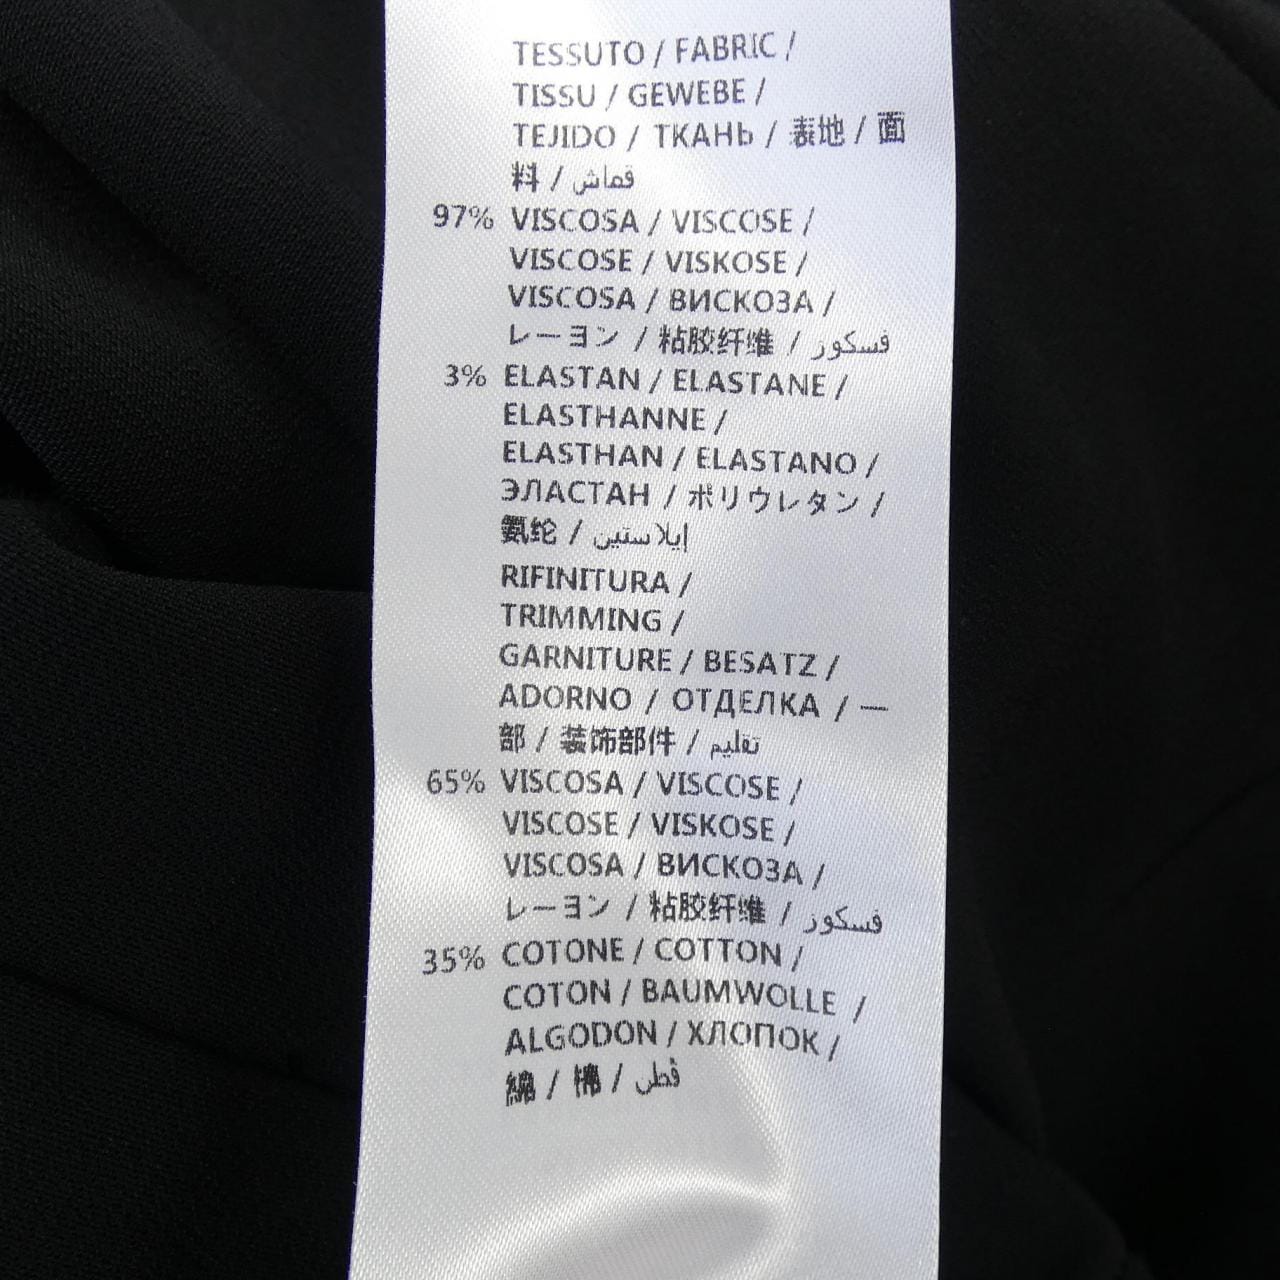 TESSUTO / FABRIC /
TISSU / GEWEBE /
TEJIDO / ТКАНЬ / 表地 / 面
料 / قماش
97% VISCOSA / VISCOSE /
VISCOSE / VISKOSE /
VISCOSA / ВИСКОЗА /
レーヨン / 粘胶纤维 / فسكوز
3% ELASTAN / ELASTANE /
ELASTHANNE /
ELASTHAN / ELASTANO /
ЭЛАСТАН / ポリウレタン /
氨纶 / إيلاستين
RIFINITURA /
TRIMMING /
GARNITURE / BESATZ /
ADORNO / ОТДЕЛКА / 一
部 / 装饰部件 / تقليم
65% VISCOSA / VISCOSE /
VISCOSE / VISKOSE /
VISCOSA / ВИСКОЗА /
レーヨン / 粘胶纤维 / فسكوز
35% COTONE / COTTON /
COTON / BAUMWOLLE /
ALGODON / ХЛОПОК /
綿 / 棉 / قطن